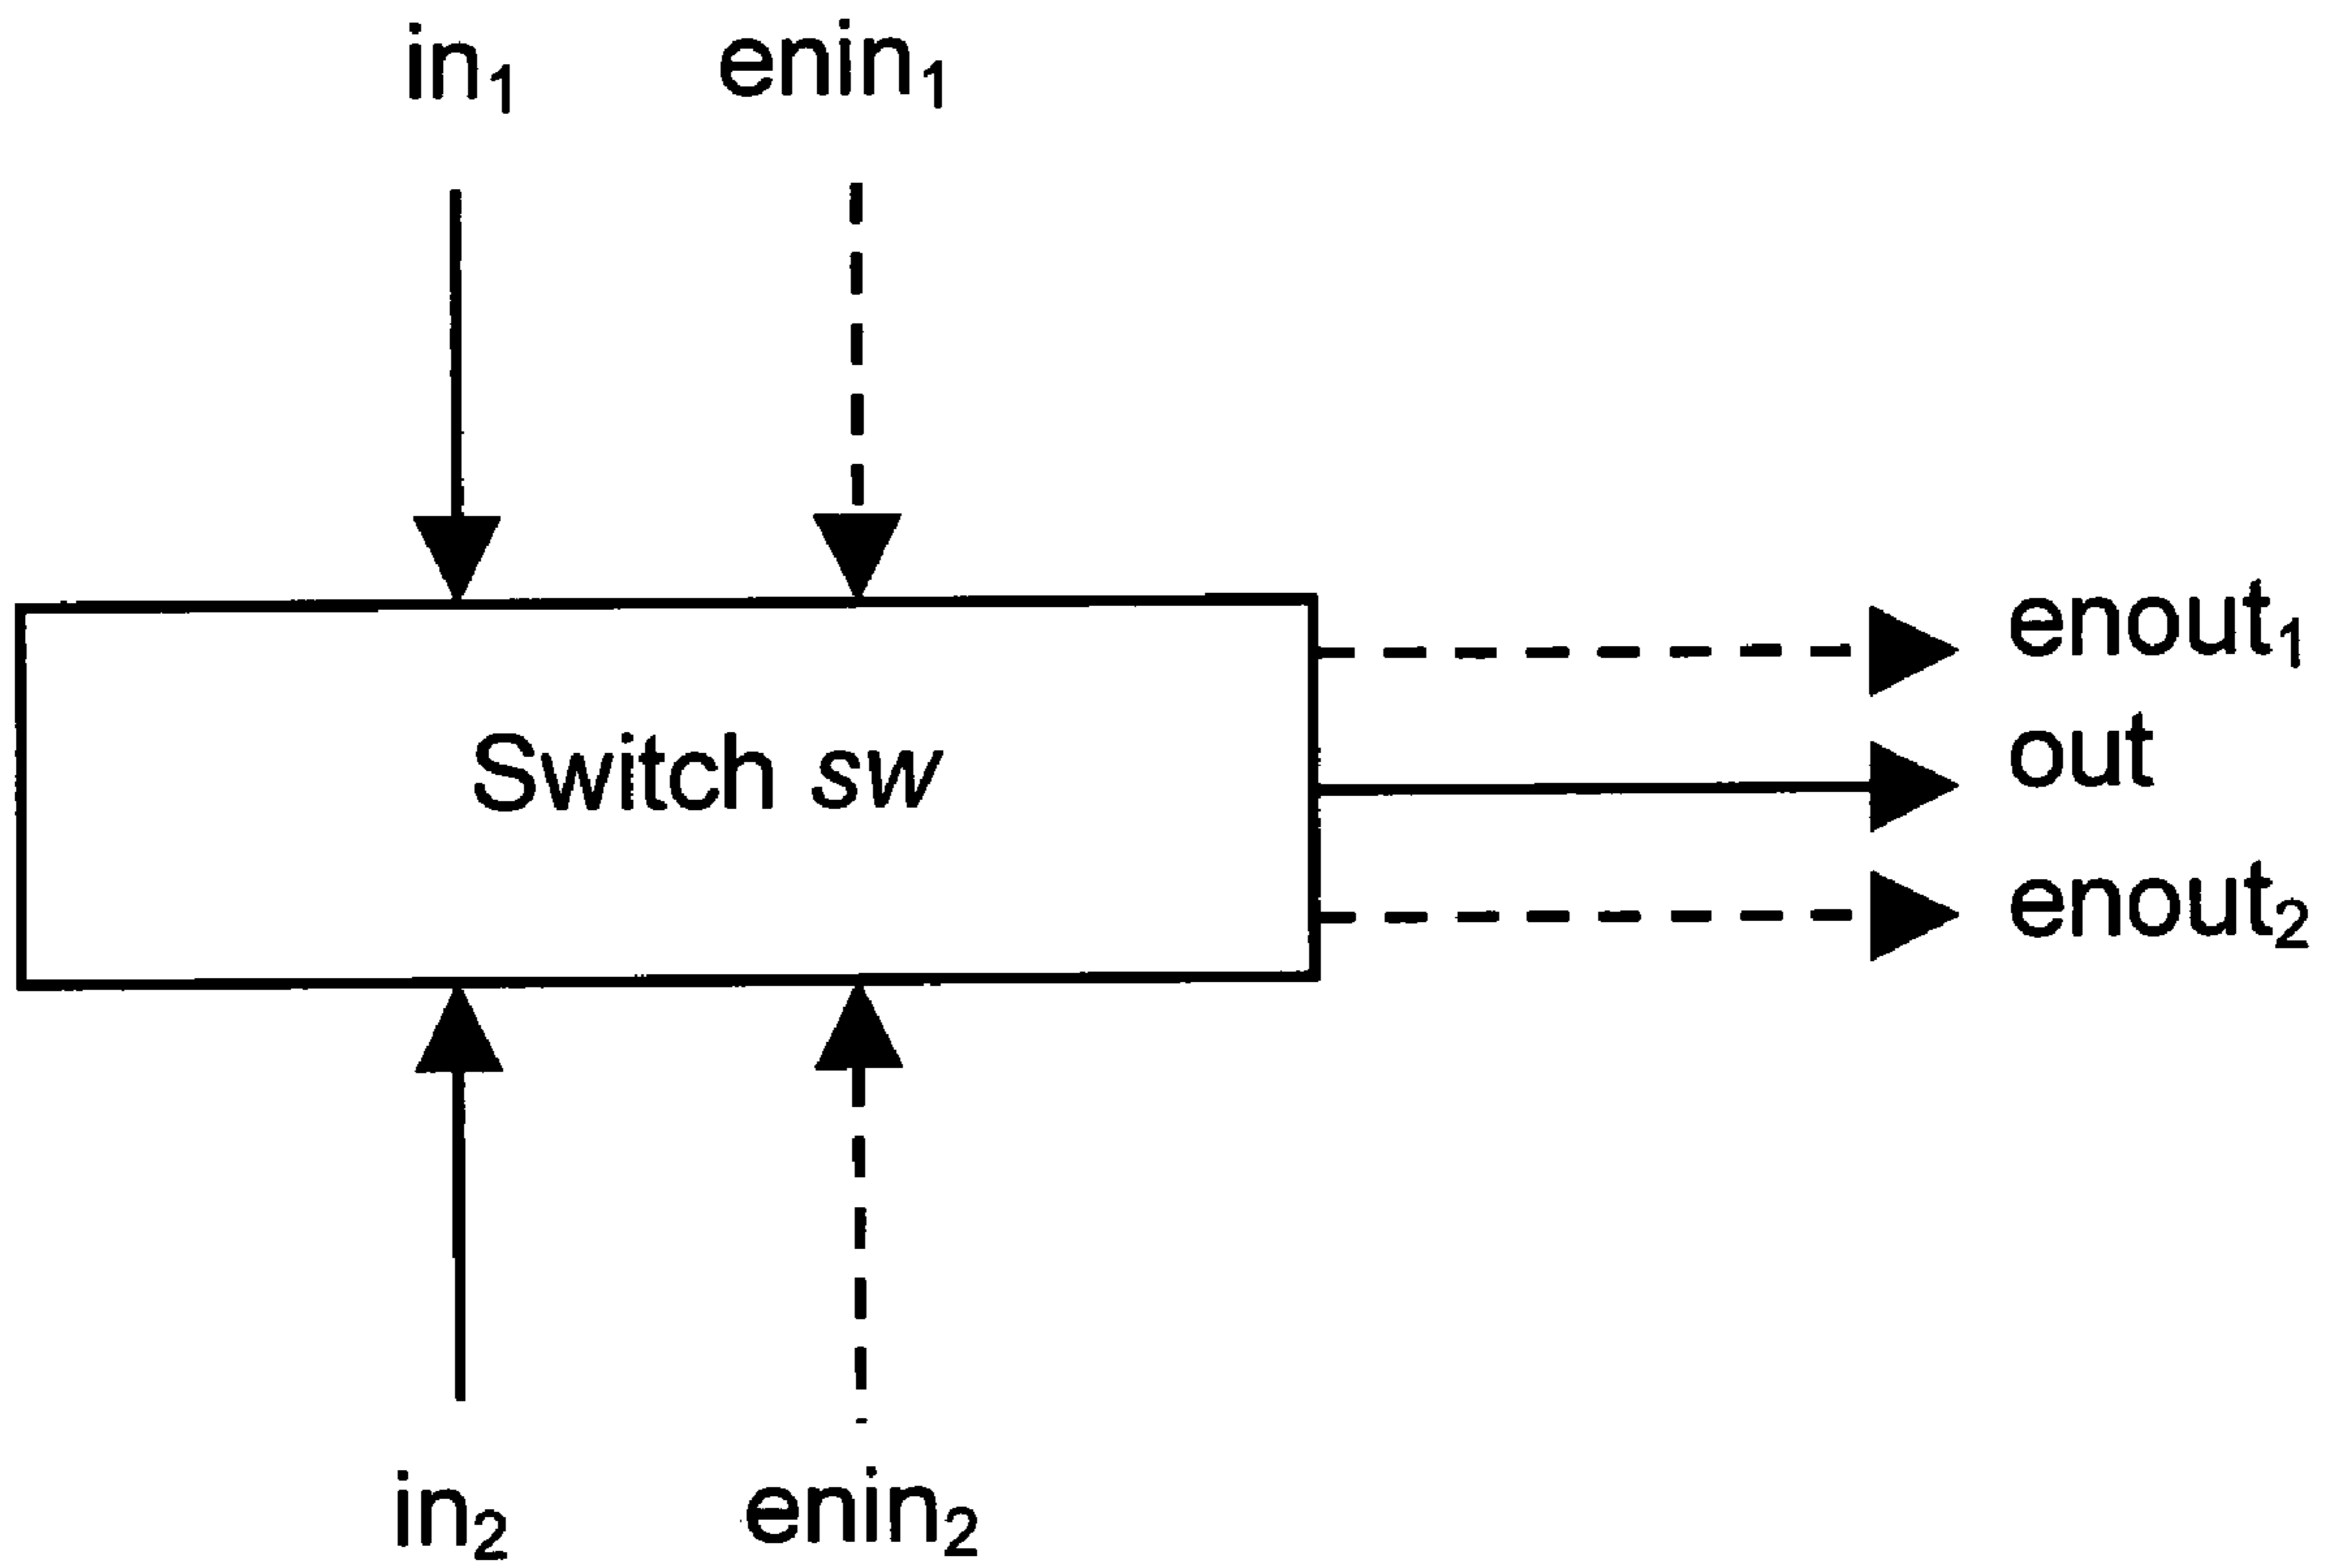 in₁ enin₁
enout₁
out
Switch sw
enout₂
in₂ enin₂